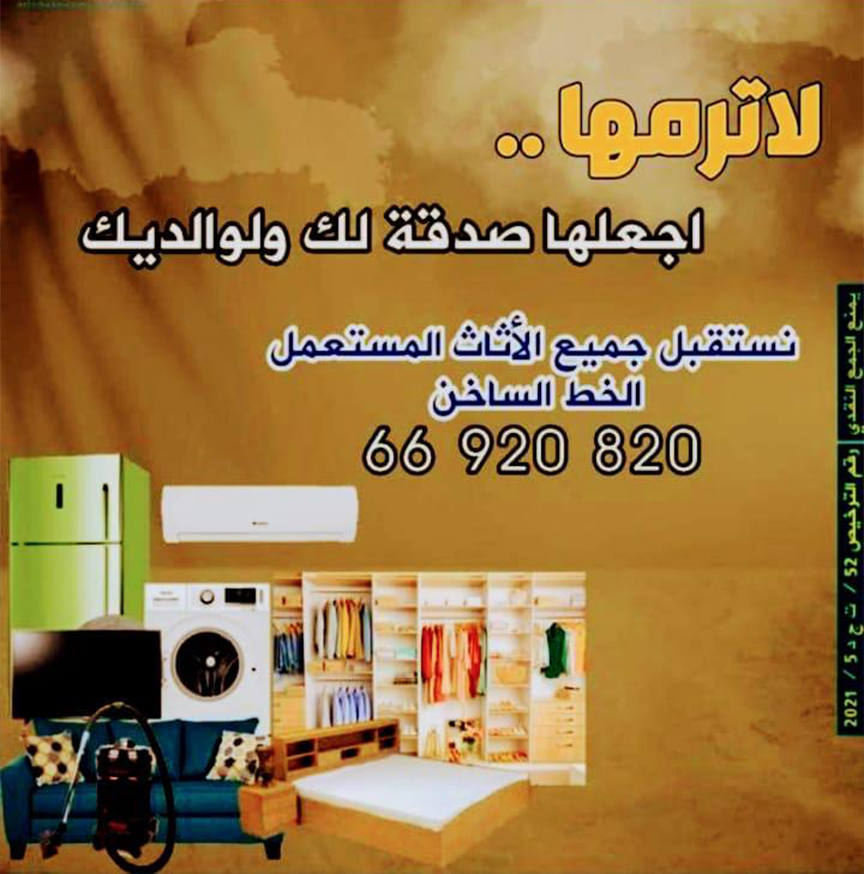 لاترمها ..
اجعلها صدقة لك ولوالديك
نستقبل جميع الأثاث المستعمل
الخط الساخن
66 920 820
يمنع الجمع النقدي
رقم الترخيص 52 / ت ج د 5 / 2021